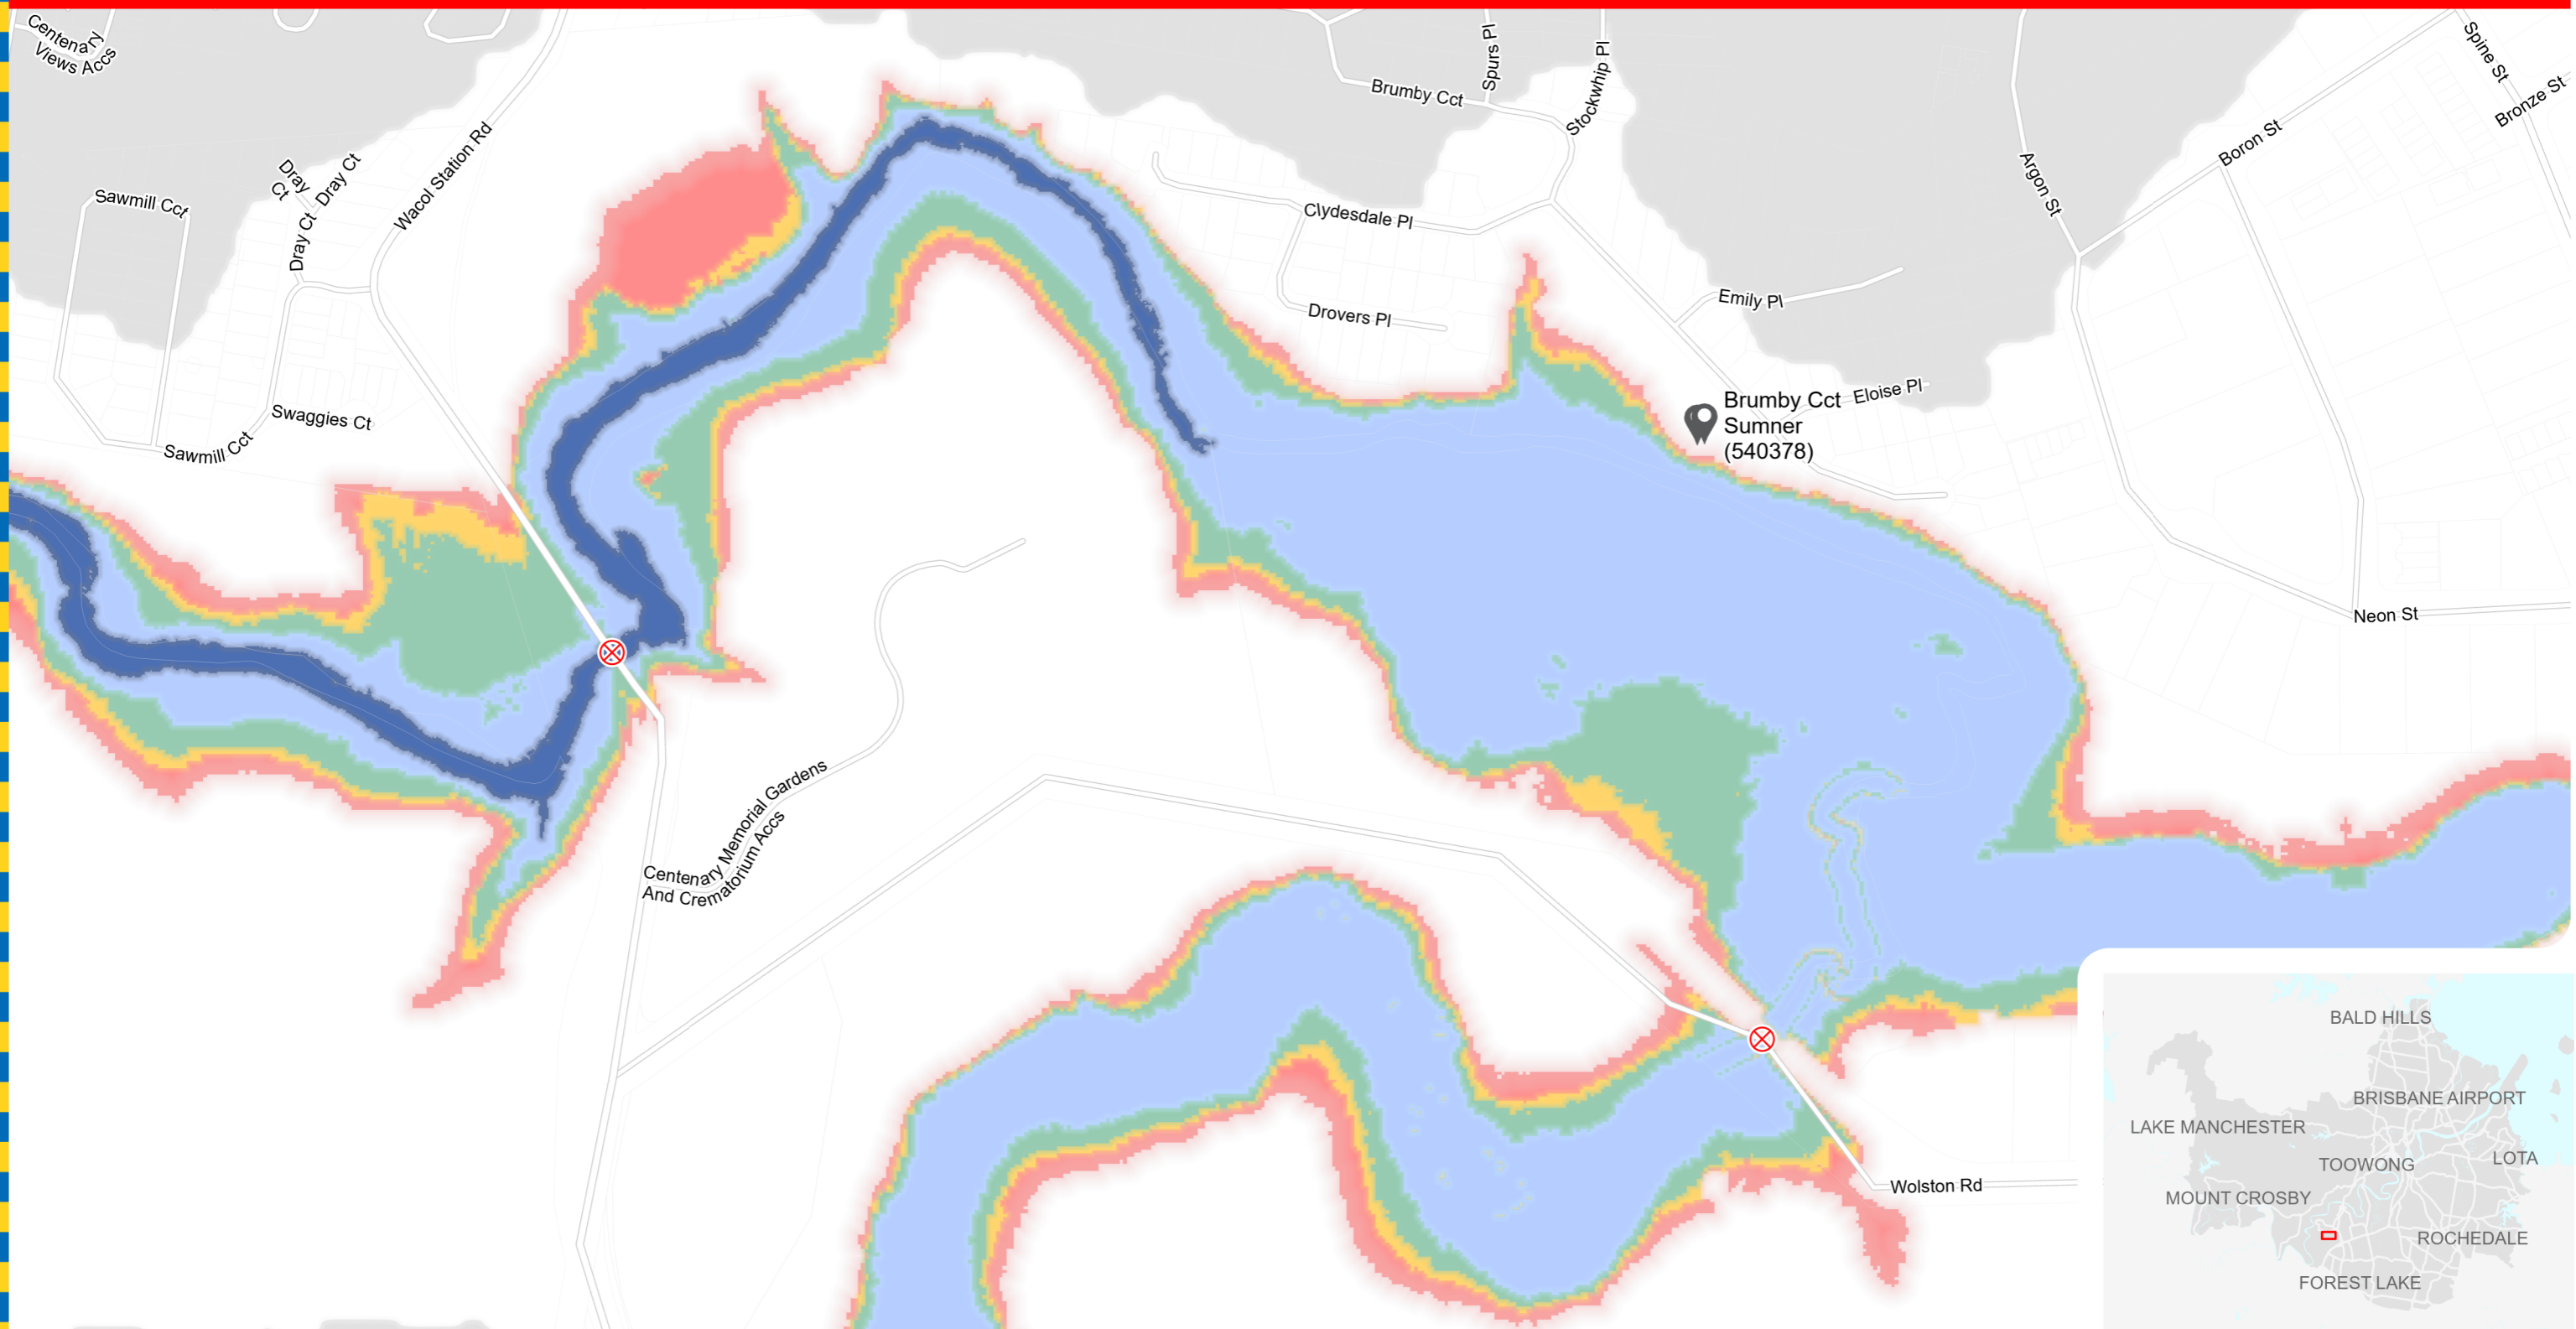 Centenary
Views Accs
Spurs Pl
Stockwhip Pl
Spine St
Bronze St
Brumby Cct
Wacol Station Rd
Boron St
Argon St
Dray
Ct
Dray Ct
Dray Ct
Sawmill Cct
Clydesdale Pl
Emily Pl
Drovers Pl
Brumby Cct
Sumner
(540378)
Eloise Pl
Swaggies Ct
Sawmill Cct
Neon St
Centenary Memorial Gardens
And Crematorium Accs
Wolston Rd
BALD HILLS
BRISBANE AIRPORT
LAKE MANCHESTER
TOOWONG
LOTA
MOUNT CROSBY
ROCHEDALE
FOREST LAKE